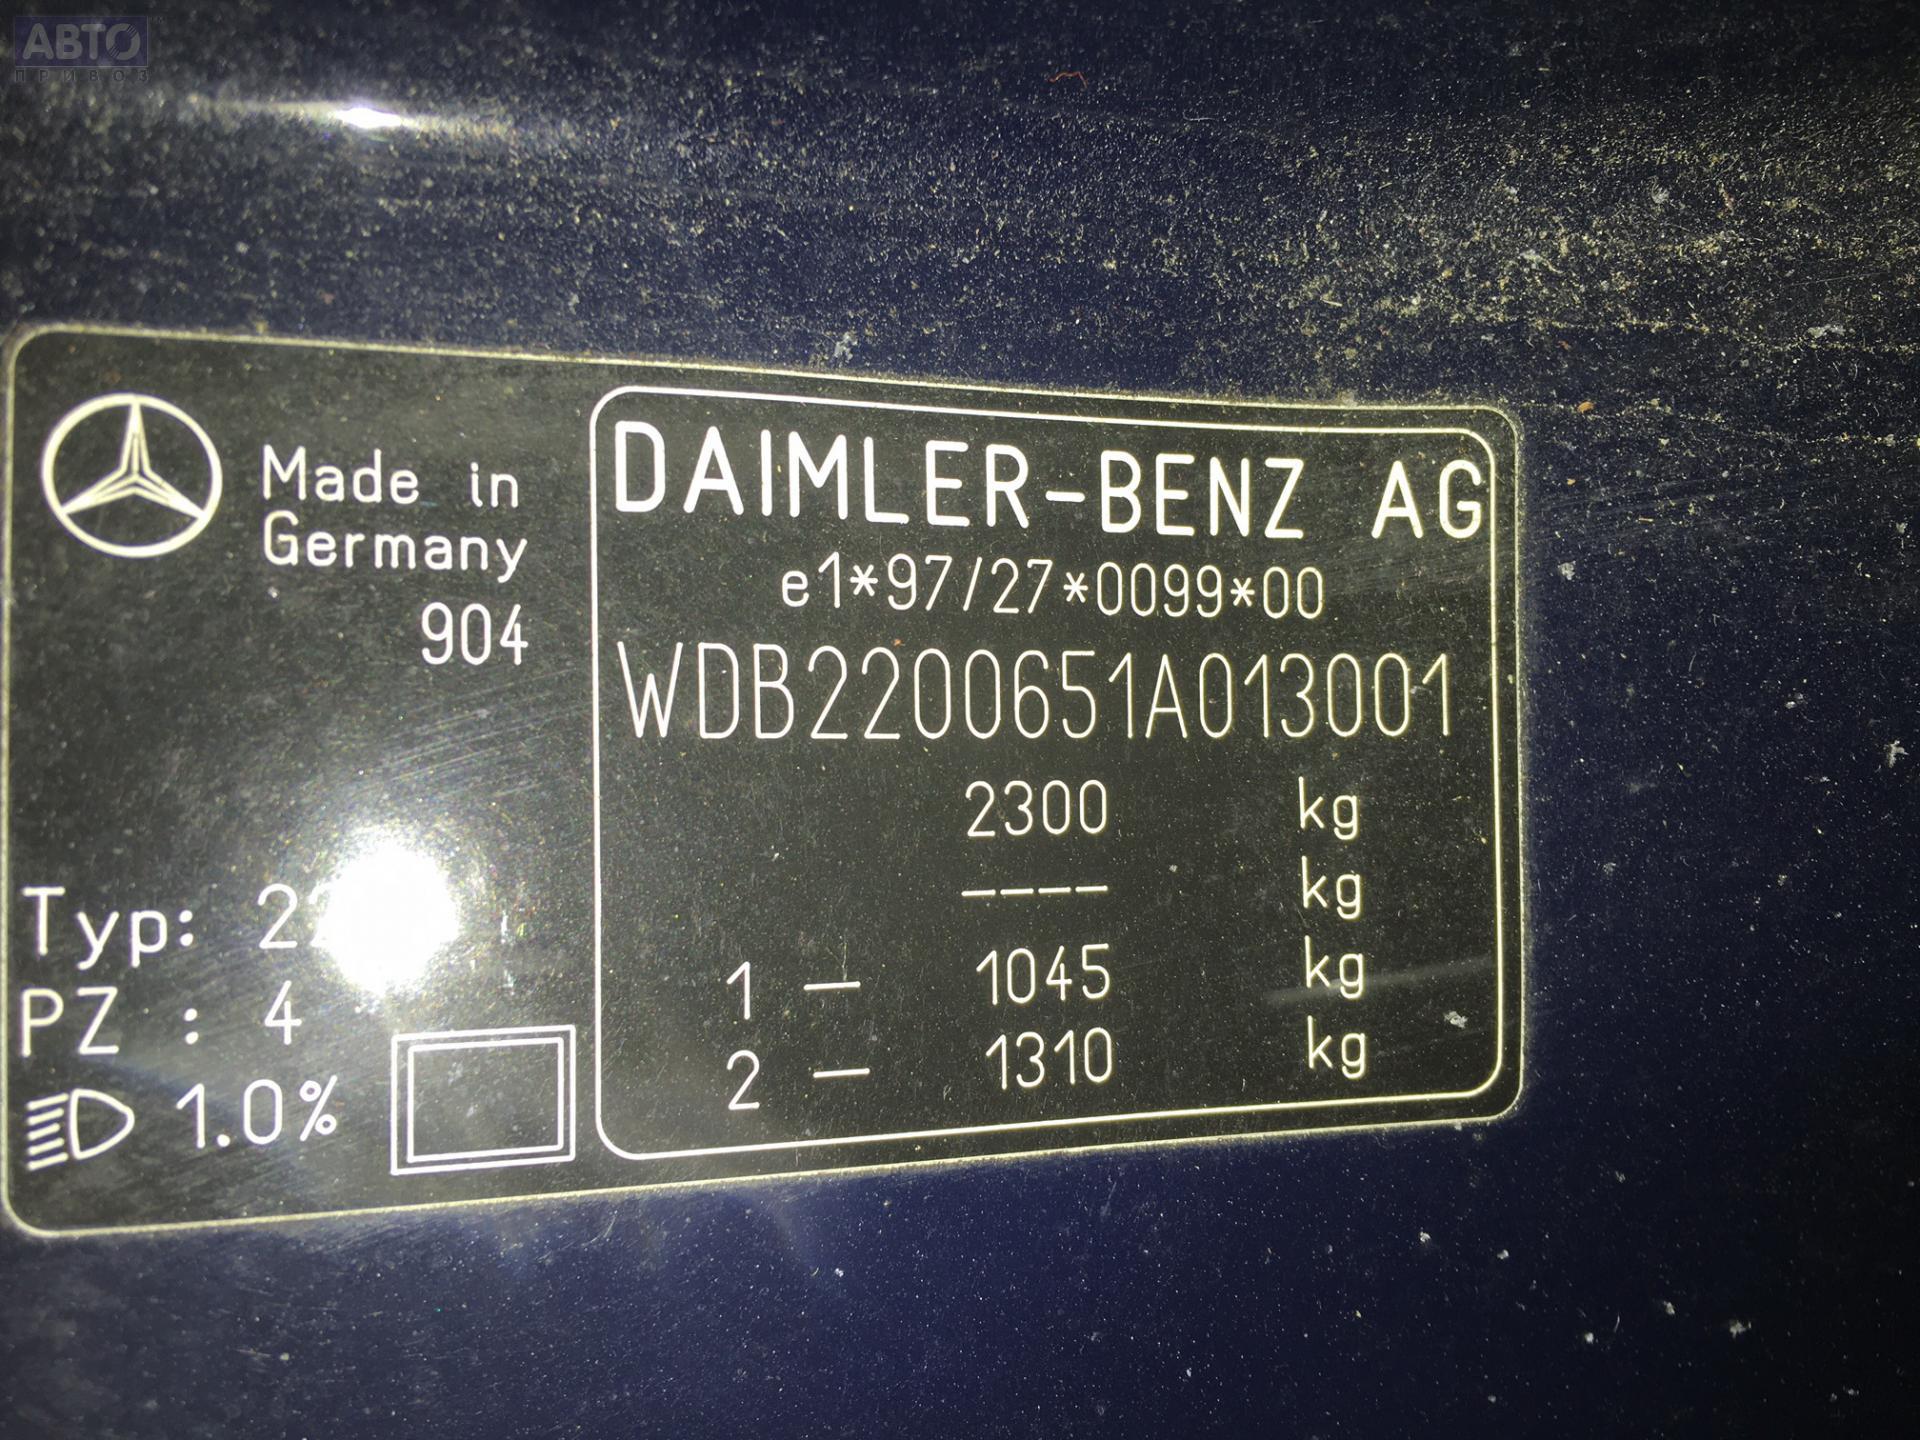 АВТО
ПРИВОЗ
Made in
Germany
904
Typ:
PZ : 4
1.0%
DAIMLER-BENZ AG
e1*97/27*0099*00
WDB2200651A013001
2300 kg
---- kg
1 — 1045 kg
2 — 1310 kg